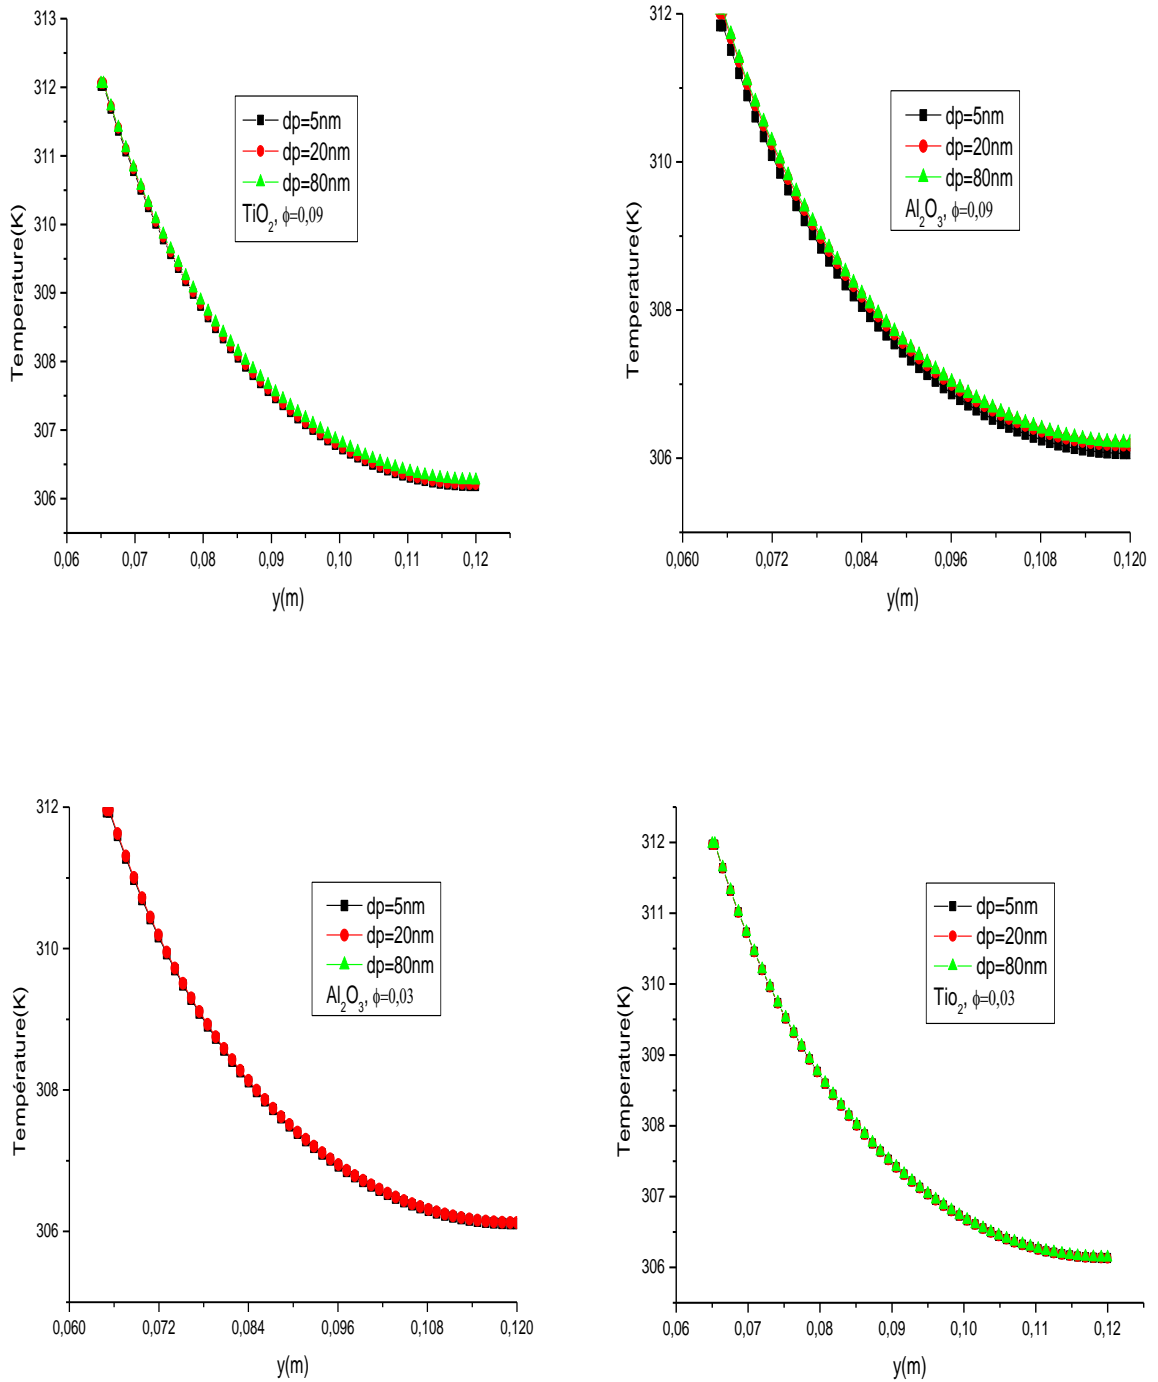 313
312
311
310
309
308
307
306
Temperature(K)
dp=5nm
dp=20nm
dp=80nm
TiO2, ϕ=0,09
0,06 0,07 0,08 0,09 0,10 0,11 0,12
y(m)
312
310
308
306
Temperature(K)
dp=5nm
dp=20nm
dp=80nm
Al2O3, ϕ=0,09
0,060 0,072 0,084 0,096 0,108 0,120
y(m)
312
310
308
306
Température(K)
dp=5nm
dp=20nm
dp=80nm
Al2O3, ϕ=0,03
0,060 0,072 0,084 0,096 0,108 0,120
y(m)
312
311
310
309
308
307
306
Temperature(K)
dp=5nm
dp=20nm
dp=80nm
Tio2, ϕ=0,03
0,06 0,07 0,08 0,09 0,10 0,11 0,12
y(m)